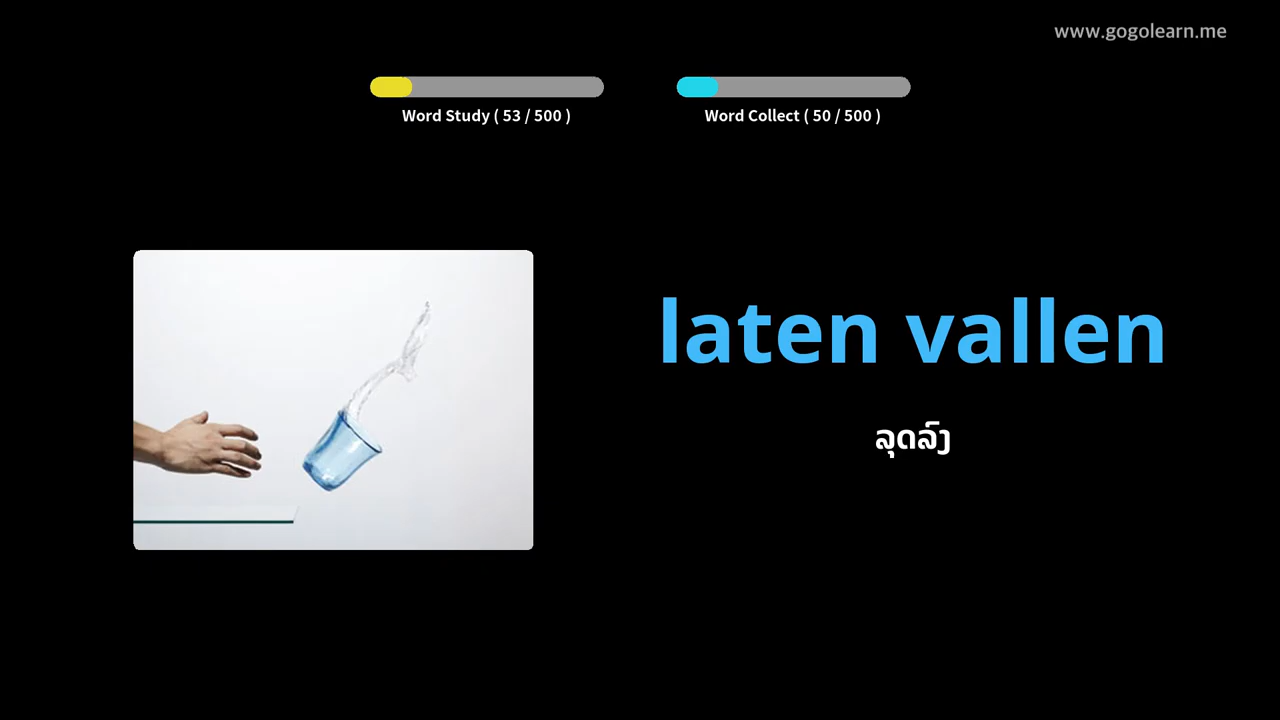 www.gogolearn.me
Word Study ( 53 / 500 )
Word Collect ( 50 / 500 )
laten vallen
ລຸດລົງ